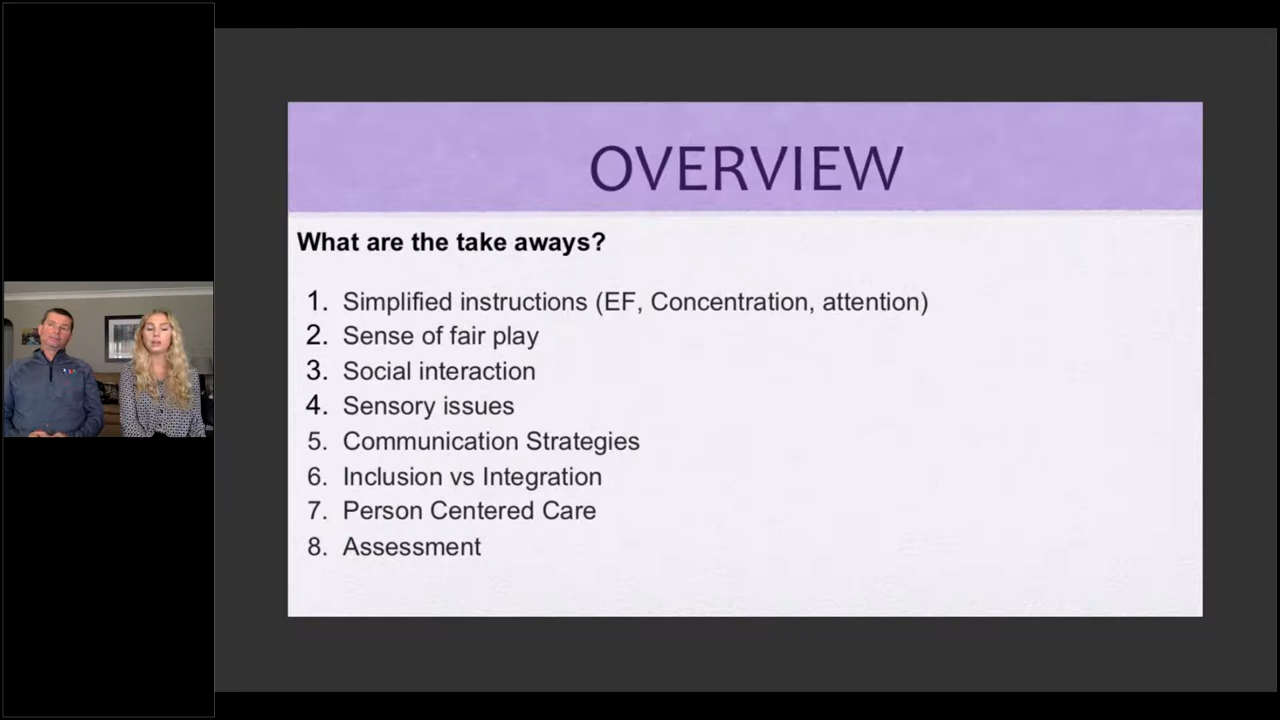 OVERVIEW
What are the take aways?
1. Simplified instructions (EF, Concentration, attention)
2. Sense of fair play
3. Social interaction
4. Sensory issues
5. Communication Strategies
6. Inclusion vs Integration
7. Person Centered Care
8. Assessment